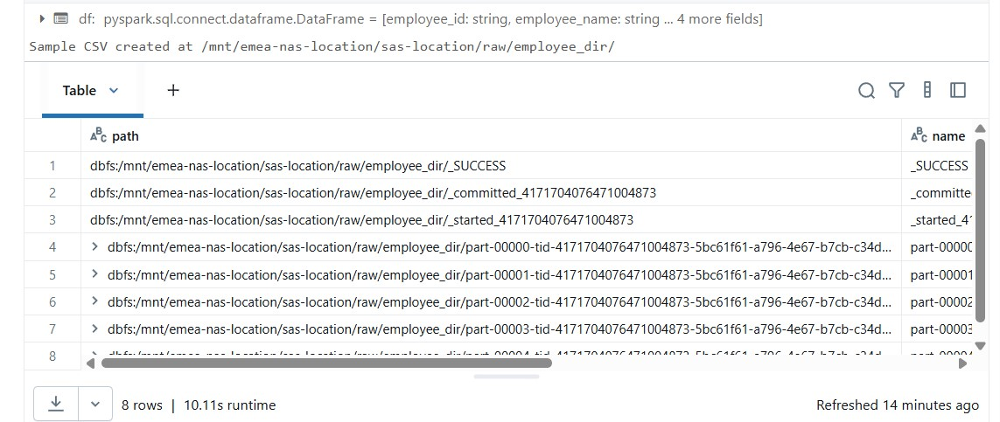 df: pyspark.sql.connect.dataframe.DataFrame = [employee_id: string, employee_name: string ... 4 more fields]
Sample CSV created at /mnt/emea-nas-location/sas-location/raw/employee_dir/
Table +
path name
1 dbfs:/mnt/emea-nas-location/sas-location/raw/employee_dir/_SUCCESS _SUCCESS
2 dbfs:/mnt/emea-nas-location/sas-location/raw/employee_dir/_committed_4171704076471004873 _committe
3 dbfs:/mnt/emea-nas-location/sas-location/raw/employee_dir/_started_4171704076471004873 _started_41
4 dbfs:/mnt/emea-nas-location/sas-location/raw/employee_dir/part-00000-tid-4171704076471004873-5bc61f61-a796-4e67-b7cb-c34d... part-00000
5 dbfs:/mnt/emea-nas-location/sas-location/raw/employee_dir/part-00001-tid-4171704076471004873-5bc61f61-a796-4e67-b7cb-c34d... part-00001
6 dbfs:/mnt/emea-nas-location/sas-location/raw/employee_dir/part-00002-tid-4171704076471004873-5bc61f61-a796-4e67-b7cb-c34d... part-00002
7 dbfs:/mnt/emea-nas-location/sas-location/raw/employee_dir/part-00003-tid-4171704076471004873-5bc61f61-a796-4e67-b7cb-c34d... part-00003
8
8 rows | 10.11s runtime Refreshed 14 minutes ago